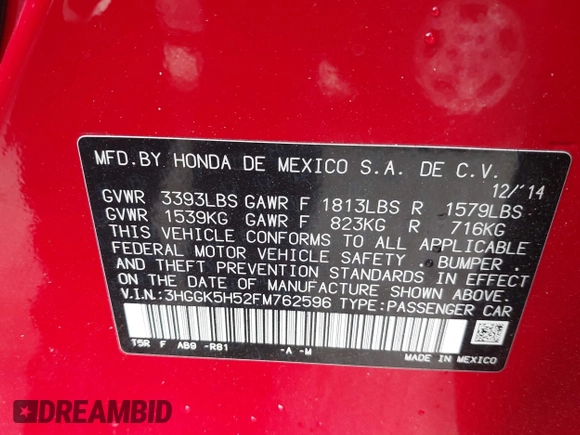 MFD.BY HONDA DE MEXICO S.A. DE C.V.
12/'14
GVWR 3393LBS GAWR F 1813LBS R 1579LBS
GVWR 1539KG GAWR F 823KG R 716KG
THIS VEHICLE CONFORMS TO ALL APPLICABLE
FEDERAL MOTOR VEHICLE SAFETY . BUMPER .
AND THEFT PREVENTION STANDARDS IN EFFECT
ON THE DATE OF MANUFACTURE SHOWN ABOVE.
V.I.N.:3HGGK5H52FM762596 TYPE:PASSENGER CAR
T5R F AB9 -R81 -A -M
MADE IN MEXICO
DREAMBID